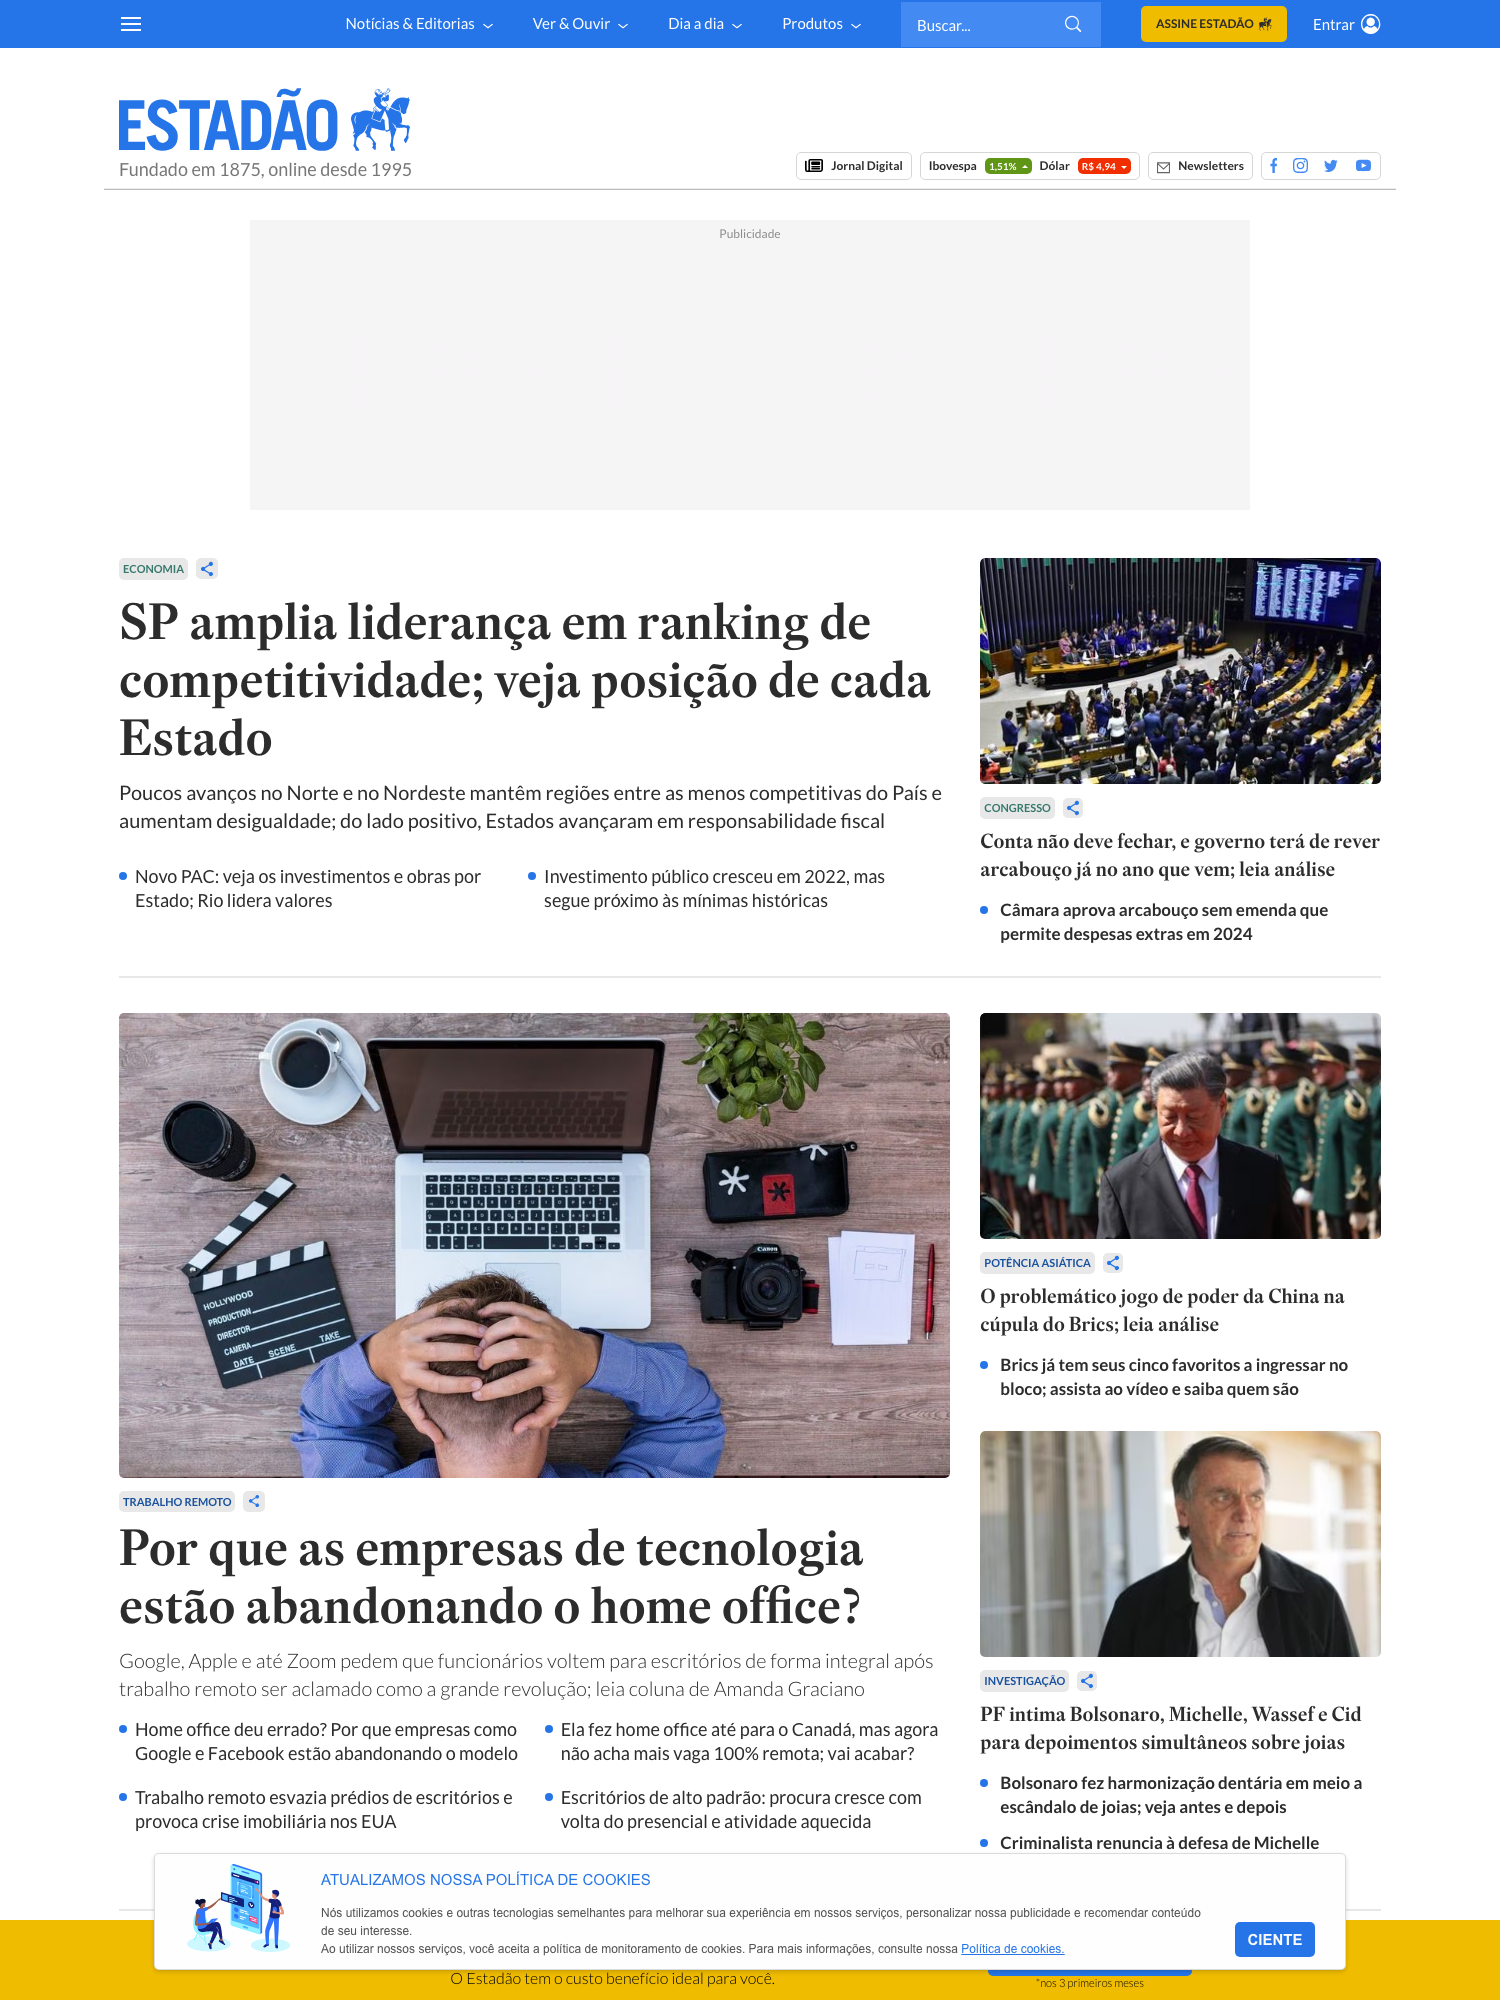 Notícias & Editorias
Ver & Ouvir
Dia a dia
Produtos
Buscar...
ASSINE ESTADÃO
Entrar
ESTADÃO
Fundado em 1875, online desde 1995
Jornal Digital
Ibovespa 1,51% Dólar R$ 4,94
Newsletters
Publicidade
ECONOMIA
SP amplia liderança em ranking de
competitividade; veja posição de cada
Estado
Poucos avanços no Norte e no Nordeste mantêm regiões entre as menos competitivas do País e
aumentam desigualdade; do lado positivo, Estados avançaram em responsabilidade fiscal
Novo PAC: veja os investimentos e obras por
Estado; Rio lidera valores
Investimento público cresceu em 2022, mas
segue próximo às mínimas históricas
CONGRESSO
Conta não deve fechar, e governo terá de rever
arcabouço já no ano que vem; leia análise
Câmara aprova arcabouço sem emenda que
permite despesas extras em 2024
HOLLYWOOD
PRODUCTION
DIRECTOR
CAMERA
DATE SCENE TAKE
Canon
TRABALHO REMOTO
Por que as empresas de tecnologia
estão abandonando o home office?
Google, Apple e até Zoom pedem que funcionários voltem para escritórios de forma integral após
trabalho remoto ser aclamado como a grande revolução; leia coluna de Amanda Graciano
Home office deu errado? Por que empresas como
Google e Facebook estão abandonando o modelo
Ela fez home office até para o Canadá, mas agora
não acha mais vaga 100% remota; vai acabar?
Trabalho remoto esvazia prédios de escritórios e
provoca crise imobiliária nos EUA
Escritórios de alto padrão: procura cresce com
volta do presencial e atividade aquecida
POTÊNCIA ASIÁTICA
O problemático jogo de poder da China na
cúpula do Brics; leia análise
Brics já tem seus cinco favoritos a ingressar no
bloco; assista ao vídeo e saiba quem são
INVESTIGAÇÃO
PF intima Bolsonaro, Michelle, Wassef e Cid
para depoimentos simultâneos sobre joias
Bolsonaro fez harmonização dentária em meio a
escândalo de joias; veja antes e depois
Criminalista renuncia à defesa de Michelle
ATUALIZAMOS NOSSA POLÍTICA DE COOKIES
Nós utilizamos cookies e outras tecnologias semelhantes para melhorar sua experiência em nossos serviços, personalizar nossa publicidade e recomendar conteúdo
de seu interesse.
Ao utilizar nossos serviços, você aceita a política de monitoramento de cookies. Para mais informações, consulte nossa Política de cookies.
CIENTE
O Estadão tem o custo benefício ideal para você.
*nos 3 primeiros meses